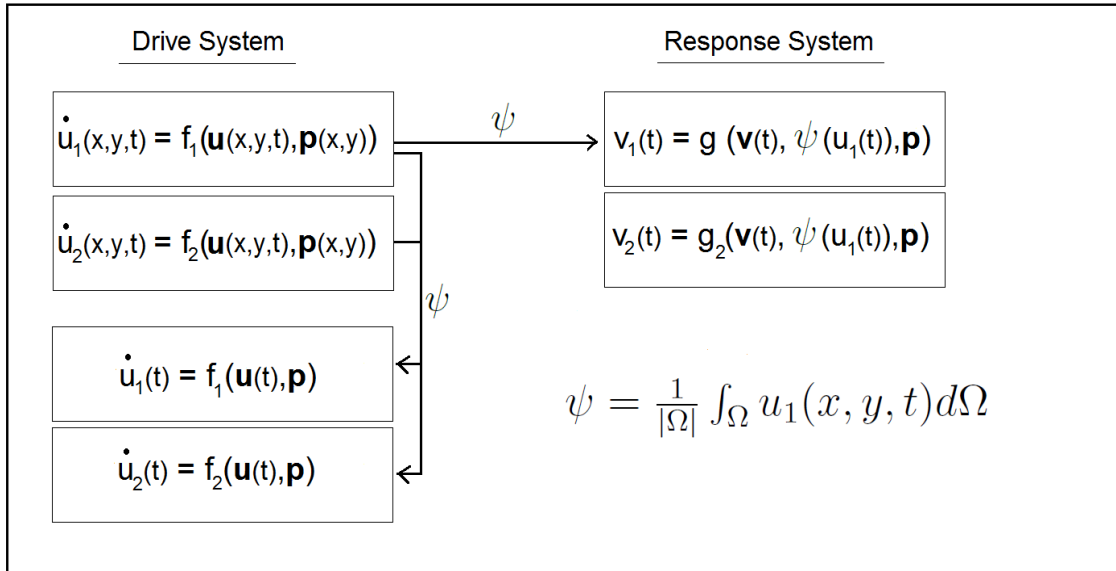 Drive System
Response System
u̇₁(x,y,t) = f₁(u(x,y,t),p(x,y))
ψ
v₁(t) = g (v(t), ψ(u₁(t)),p)
u̇₂(x,y,t) = f₂(u(x,y,t),p(x,y))
v₂(t) = g₂(v(t), ψ(u₁(t)),p)
ψ
u̇₁(t) = f₁(u(t),p)
ψ = 1/|Ω| ∫_Ω u₁(x, y, t)dΩ
u̇₂(t) = f₂(u(t),p)